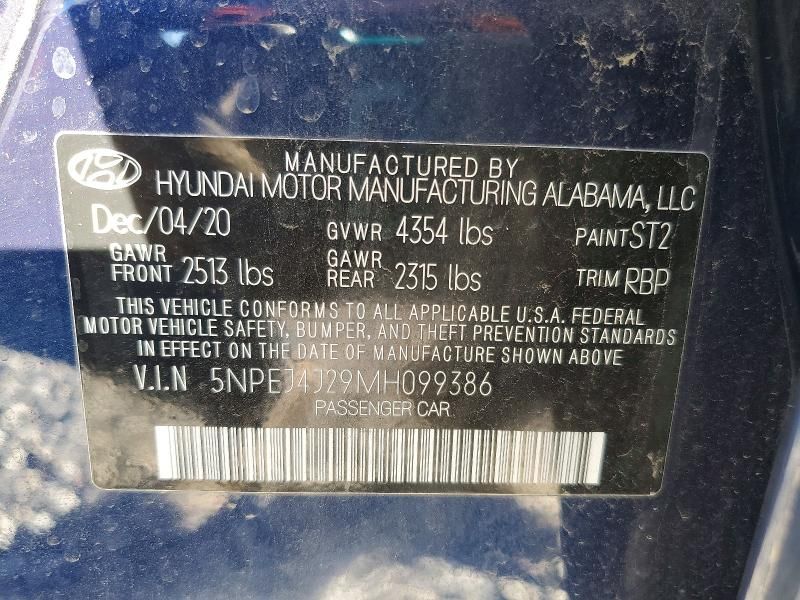 MANUFACTURED BY
HYUNDAI MOTOR MANUFACTURING ALABAMA, LLC
Dec/04/20 GVWR 4354 lbs PAINT ST2
GAWR FRONT 2513 lbs GAWR REAR 2315 lbs TRIM RBP
THIS VEHICLE CONFORMS TO ALL APPLICABLE U.S.A. FEDERAL
MOTOR VEHICLE SAFETY, BUMPER, AND THEFT PREVENTION STANDARDS
IN EFFECT ON THE DATE OF MANUFACTURE SHOWN ABOVE
V.I.N 5NPEJ4J29MH099386
PASSENGER CAR